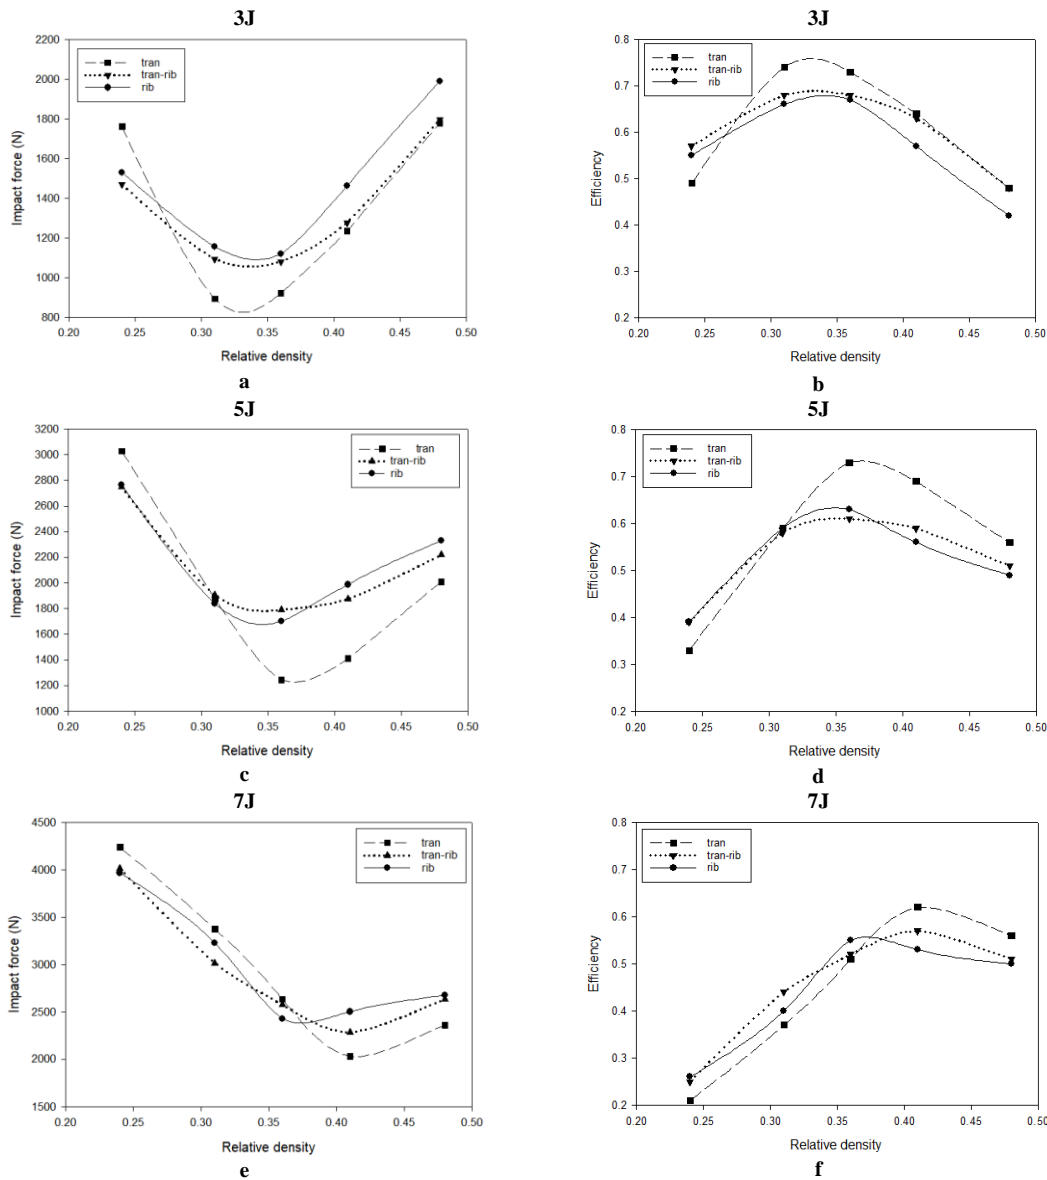 3J
2200
2000
1800
1600
1400
1200
1000
800
0.20
0.25
0.30
0.35
0.40
0.45
0.50
Impact force (N)
Relative density
tran
tran-rib
rib
a
3J
0.8
0.7
0.6
0.5
0.4
0.3
0.2
0.20
0.25
0.30
0.35
0.40
0.45
0.50
Efficiency
Relative density
tran
tran-rib
rib
b
5J
3200
3000
2800
2600
2400
2200
2000
1800
1600
1400
1200
1000
0.20
0.25
0.30
0.35
0.40
0.45
0.50
Impact force (N)
Relative density
tran
tran-rib
rib
c
5J
0.8
0.7
0.6
0.5
0.4
0.3
0.2
0.20
0.25
0.30
0.35
0.40
0.45
0.50
Efficiency
Relative density
tran
tran-rib
rib
d
7J
4500
4000
3500
3000
2500
2000
1500
0.20
0.25
0.30
0.35
0.40
0.45
0.50
Impact force (N)
Relative density
tran
tran-rib
rib
e
7J
0.8
0.7
0.6
0.5
0.4
0.3
0.2
0.20
0.25
0.30
0.35
0.40
0.45
0.50
Efficiency
Relative density
tran
tran-rib
rib
f